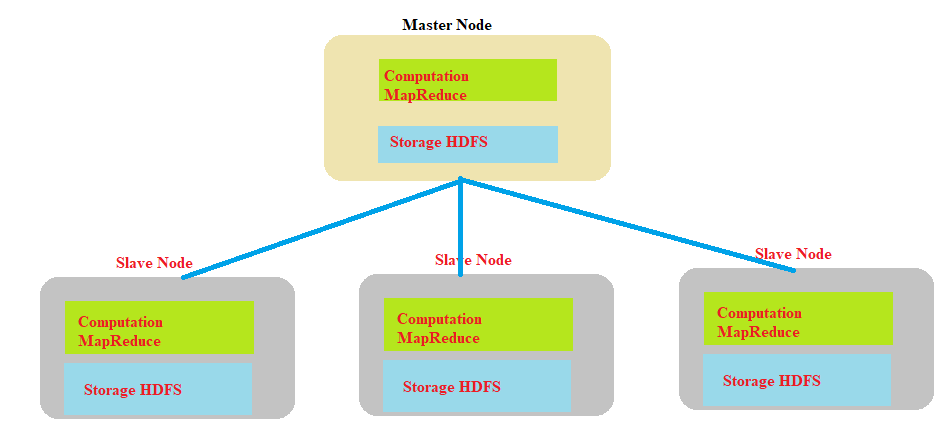 Master Node
Computation
MapReduce
Storage HDFS
Slave Node
Slave Node
Slave Node
Computation
MapReduce
Storage HDFS
Computation
MapReduce
Storage HDFS
Computation
MapReduce
Storage HDFS